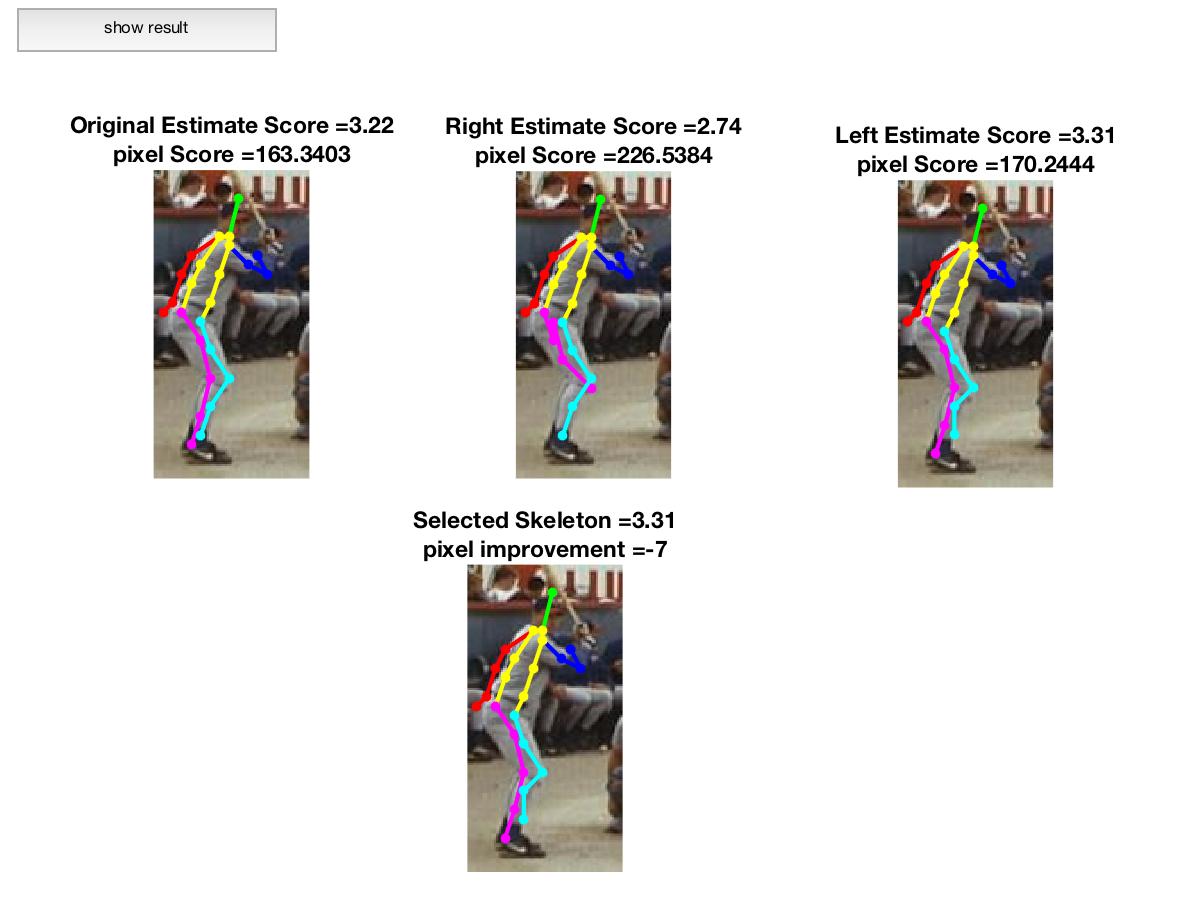 show result
Original Estimate Score =3.22
pixel Score =163.3403
Right Estimate Score =2.74
pixel Score =226.5384
Left Estimate Score =3.31
pixel Score =170.2444
Selected Skeleton =3.31
pixel improvement =-7